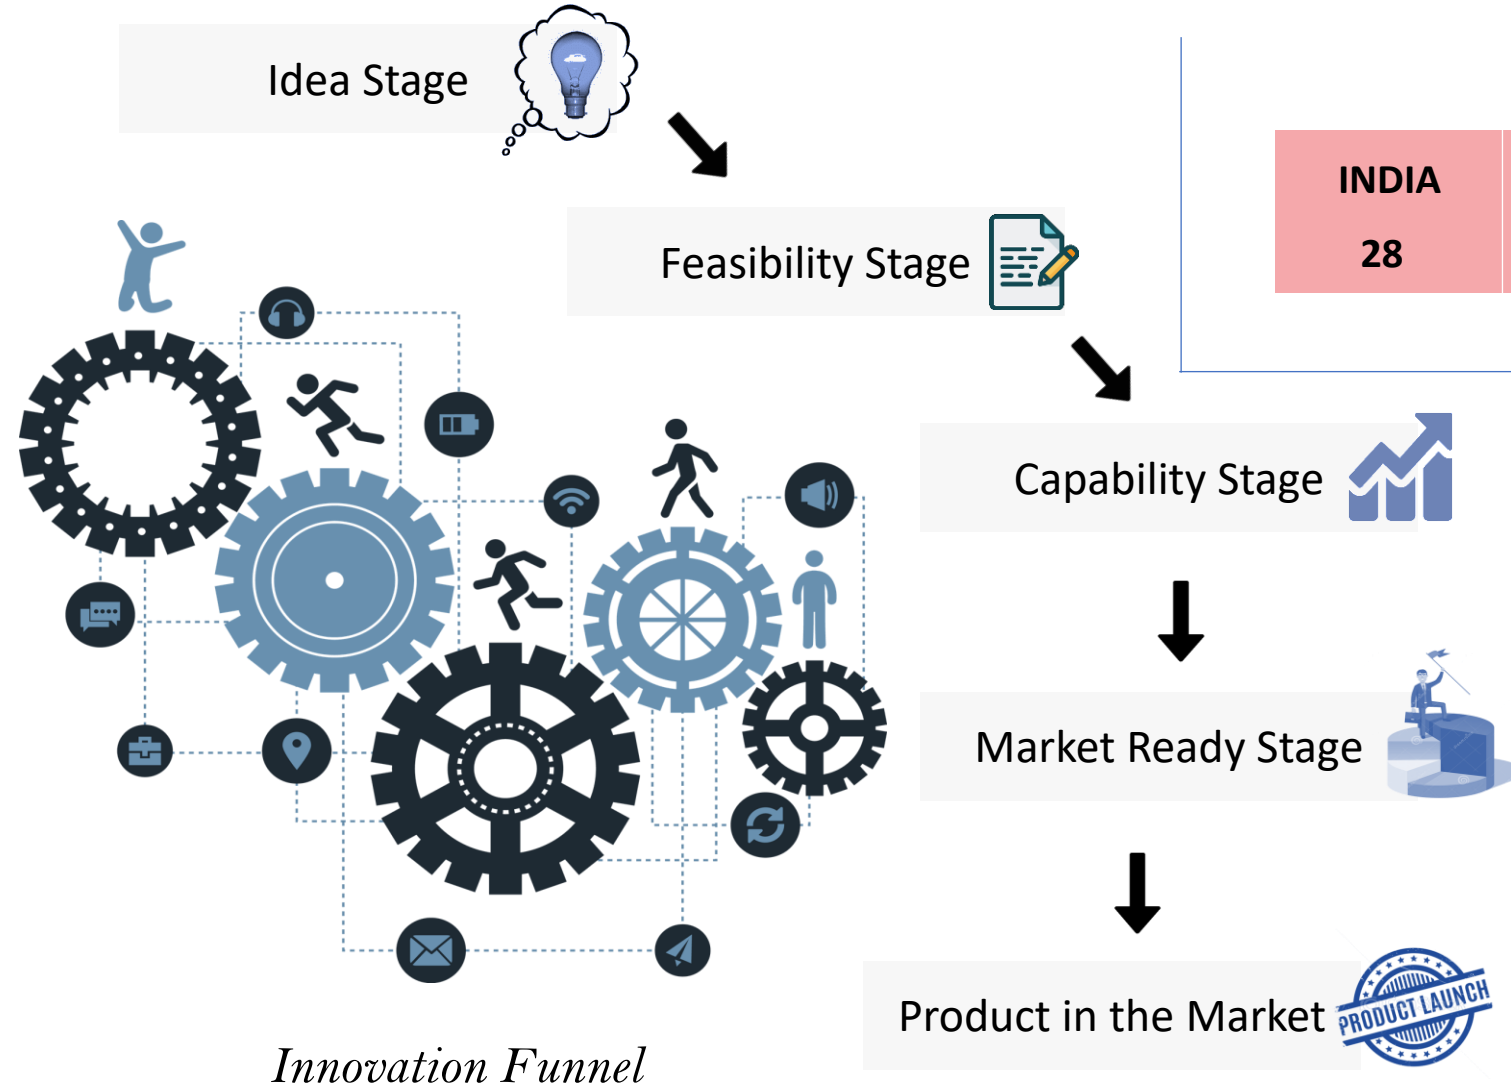 Idea Stage
INDIA
28
Feasibility Stage
Capability Stage
Market Ready Stage
Product in the Market
PRODUCT LAUNCH
Innovation Funnel